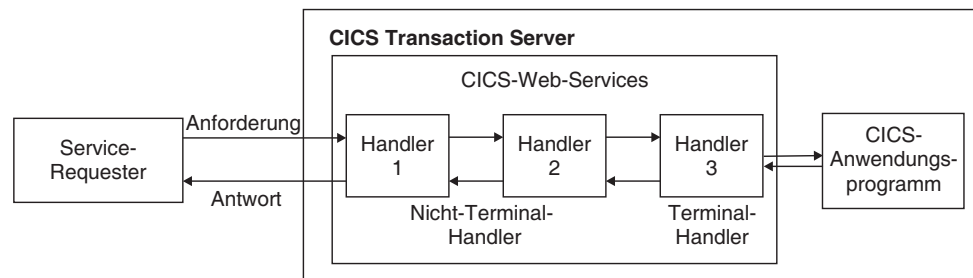 CICS Transaction Server
CICS-Web-Services
Anforderung
Service-
Requester
Antwort
Handler
1
Handler
2
Handler
3
Nicht-Terminal-
Handler
Terminal-
Handler
CICS-
Anwendungs-
programm